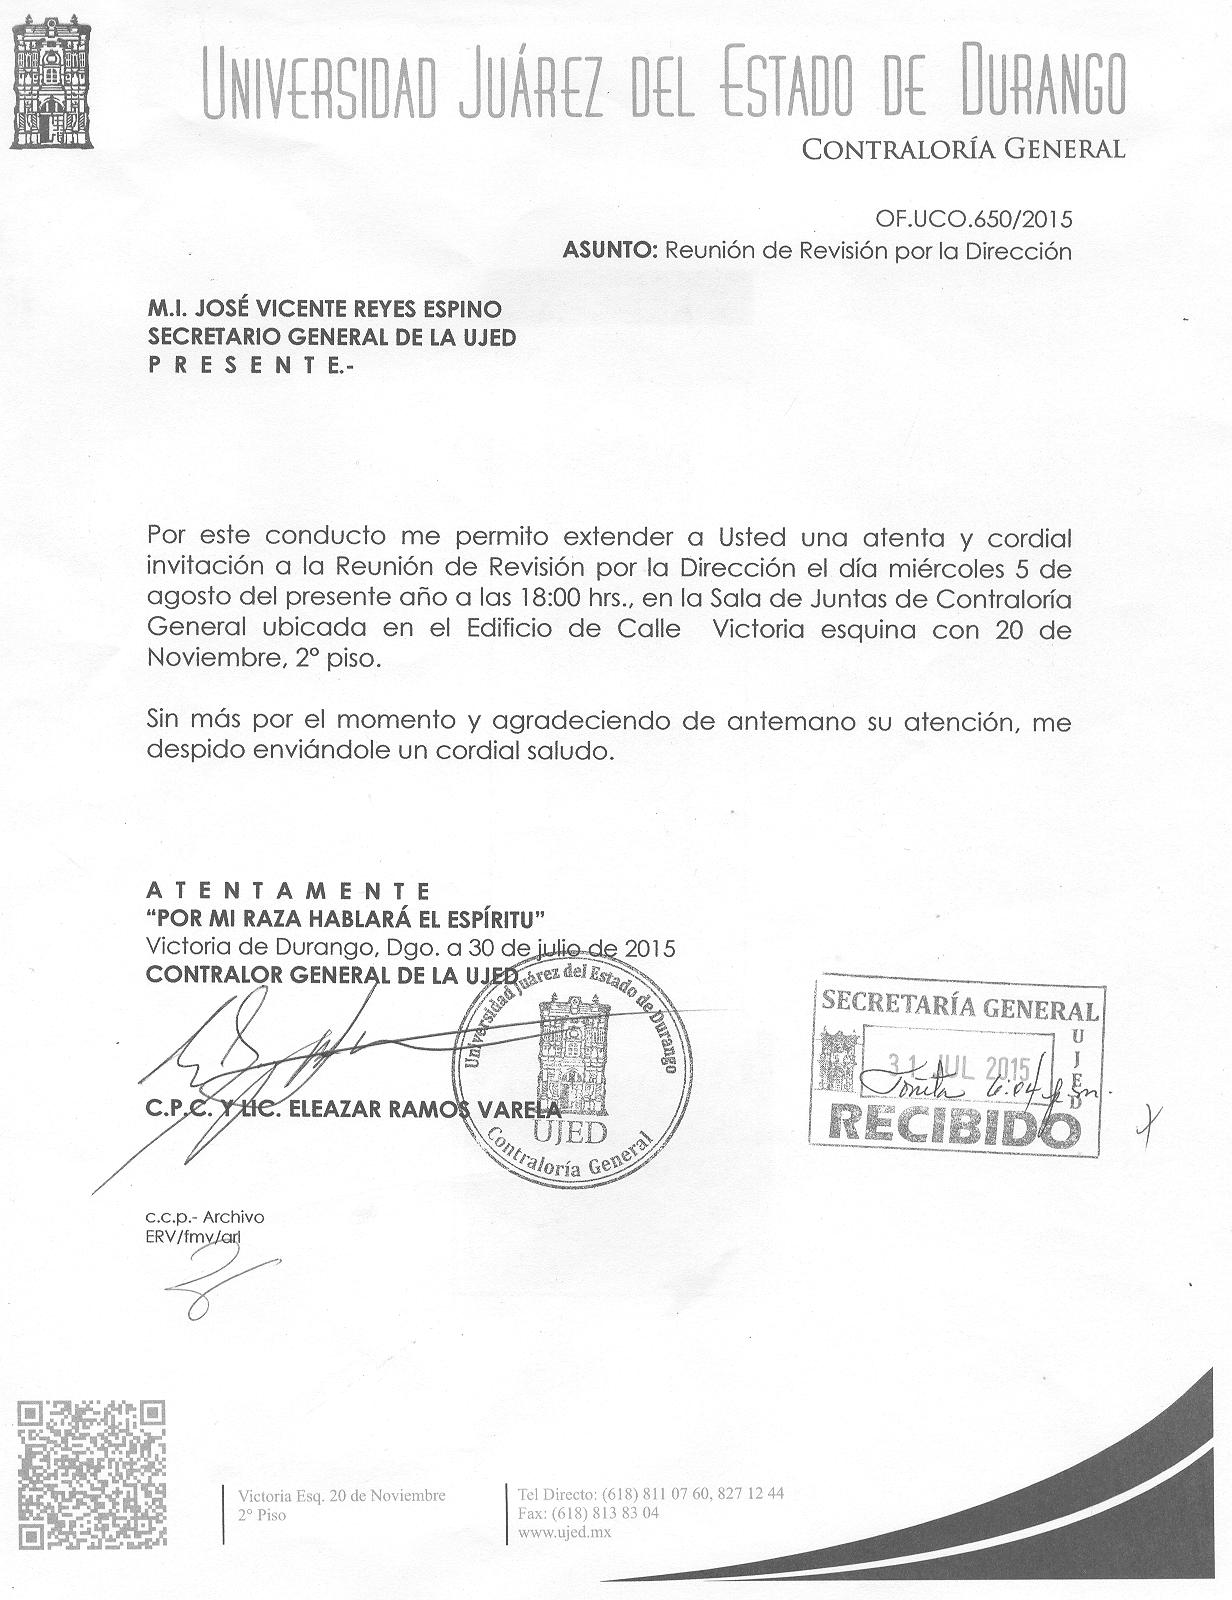 UNIVERSIDAD JUÁREZ DEL ESTADO DE DURANGO
CONTRALORÍA GENERAL
OF.UCO.650/2015
ASUNTO: Reunión de Revisión por la Dirección
M.I. JOSÉ VICENTE REYES ESPINO
SECRETARIO GENERAL DE LA UJED
P R E S E N T E.-
Por este conducto me permito extender a Usted una atenta y cordial
invitación a la Reunión de Revisión por la Dirección el día miércoles 5 de
agosto del presente año a las 18:00 hrs., en la Sala de Juntas de Contraloría
General ubicada en el Edificio de Calle Victoria esquina con 20 de
Noviembre, 2° piso.
Sin más por el momento y agradeciendo de antemano su atención, me
despido enviándole un cordial saludo.
A T E N T A M E N T E
“POR MI RAZA HABLARÁ EL ESPÍRITU”
Victoria de Durango, Dgo. a 30 de julio de 2015
CONTRALOR GENERAL DE LA UJED
C.P.C. Y LIC. ELEAZAR RAMOS VARELA
Universidad Juárez del Estado de Durango
UJED
Contraloría General
SECRETARÍA GENERAL
UJED
31 JUL 2015
RECIBIDO
c.c.p.- Archivo
ERV/fmv/arl
Victoria Esq. 20 de Noviembre
2° Piso
Tel Directo: (618) 811 07 60, 827 12 44
Fax: (618) 813 83 04
www.ujed.mx